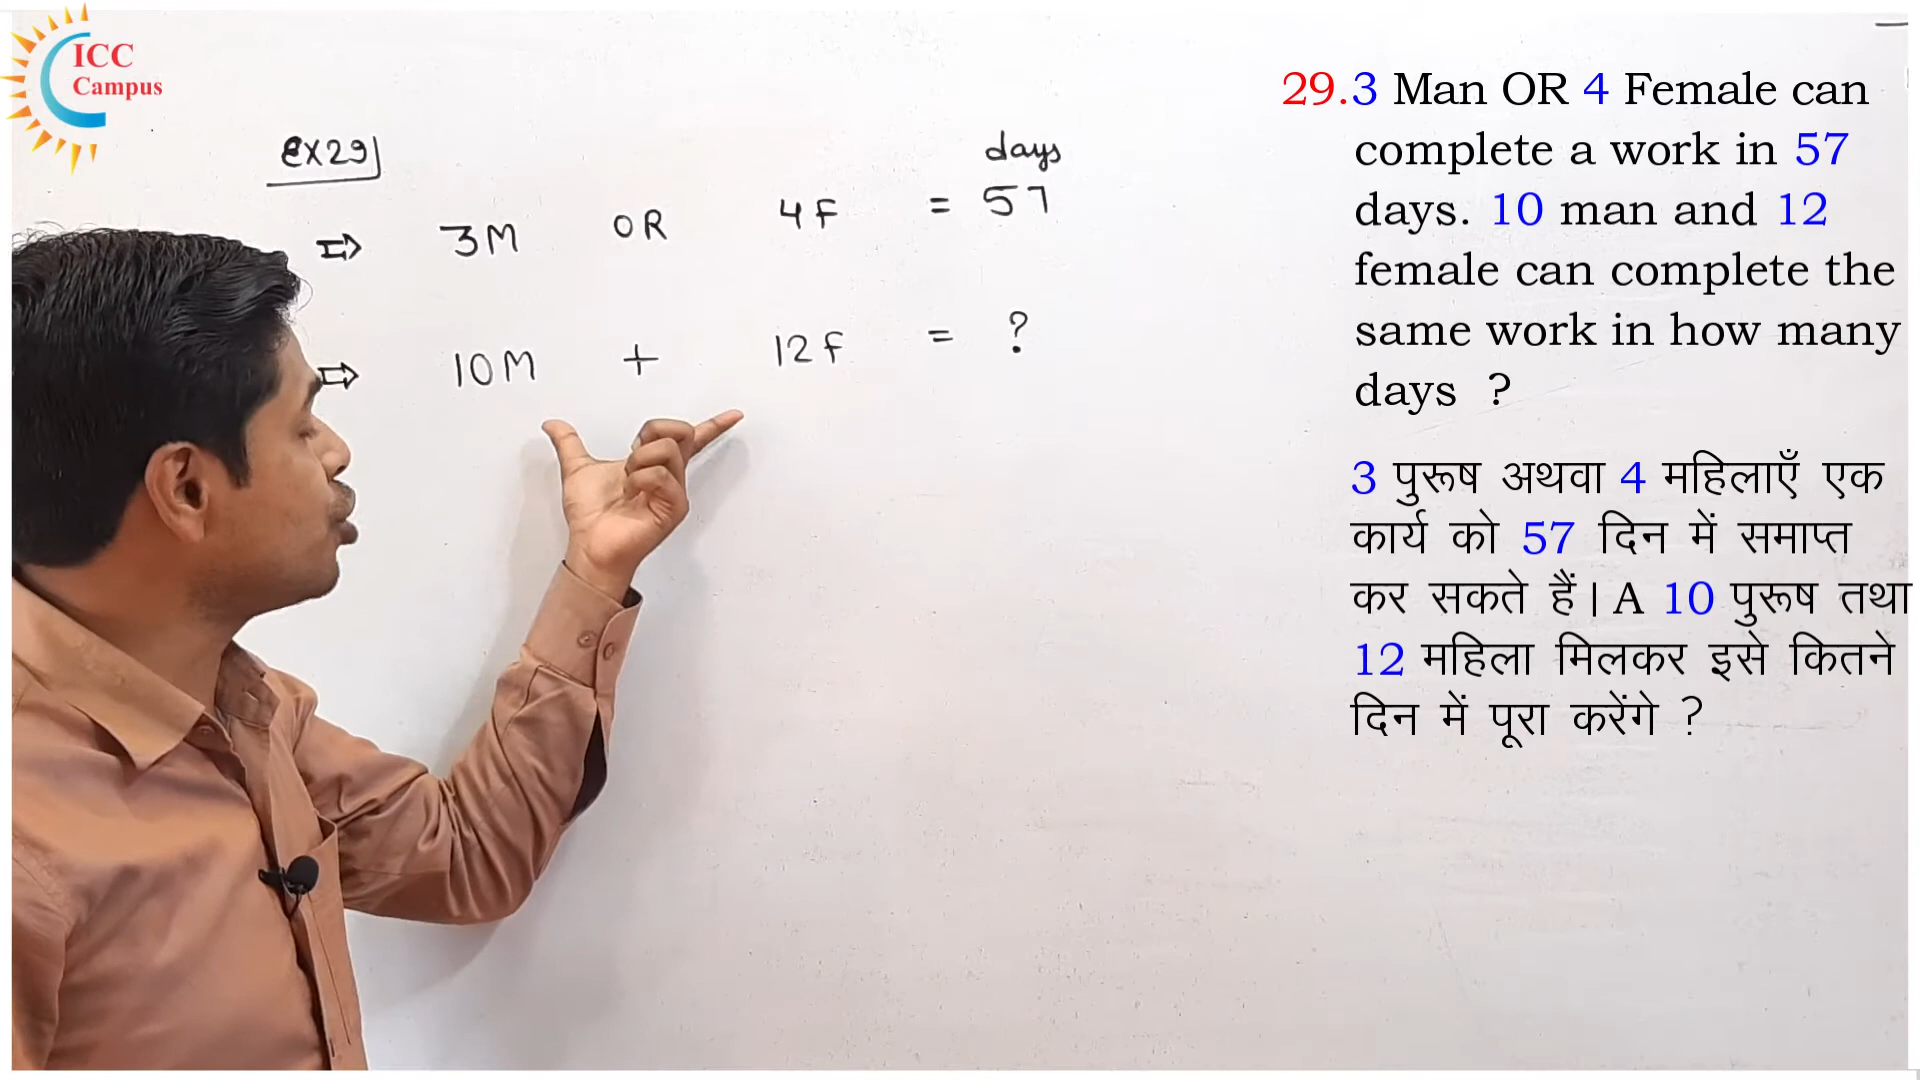 ICC
Campus
ex29
days
⇒ 3M OR 4F = 57
⇒ 10M + 12F = ?
29. 3 Man OR 4 Female can
complete a work in 57
days. 10 man and 12
female can complete the
same work in how many
days ?
3 पुरूष अथवा 4 महिलाएँ एक
कार्य को 57 दिन में समाप्त
कर सकते हैं। A 10 पुरूष तथा
12 महिला मिलकर इसे कितने
दिन में पूरा करेंगे ?